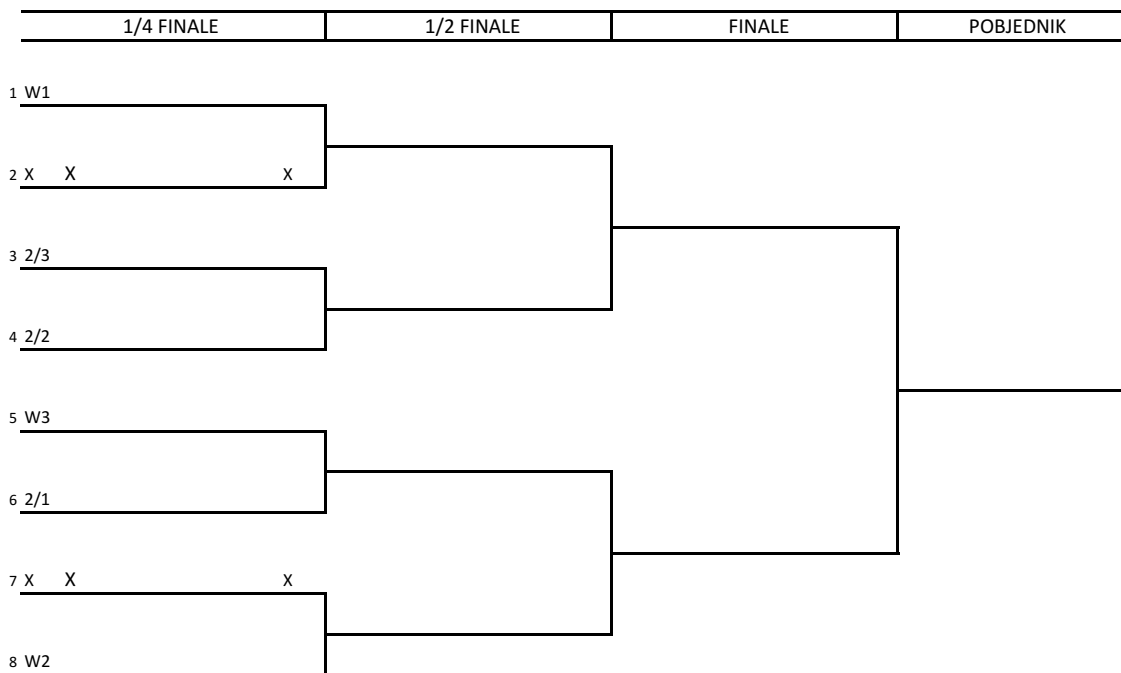 1/4 FINALE 1/2 FINALE FINALE POBJEDNIK
1 W1
2 X X X
3 2/3
4 2/2
5 W3
6 2/1
7 X X X
8 W2